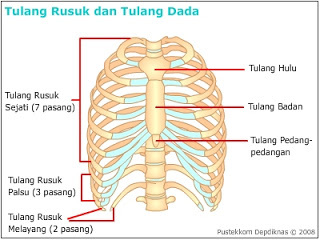 Tulang Rusuk dan Tulang Dada
Tulang Rusuk
Sejati (7 pasang)
Tulang Rusuk
Palsu (3 pasang)
Tulang Rusuk
Melayang (2 pasang)
Tulang Hulu
Tulang Badan
Tulang Pedang-
pedangan
Pustekkom Depdiknas © 2008